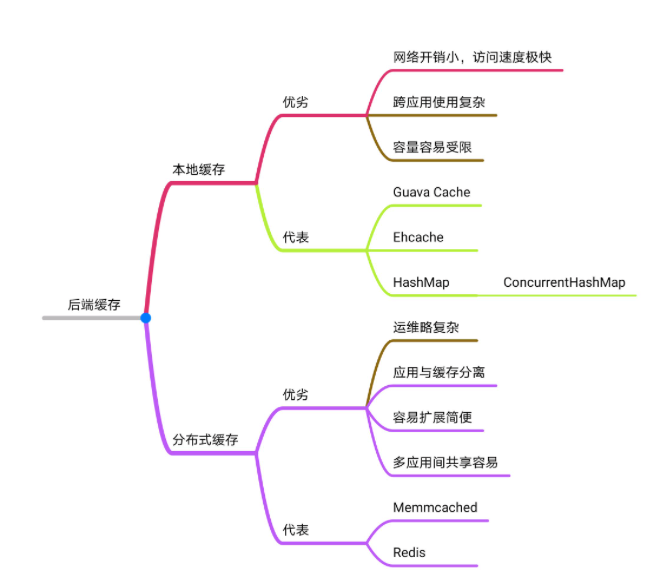 后端缓存
本地缓存
优劣
网络开销小，访问速度极快
跨应用使用复杂
容量容易受限
代表
Guava Cache
Ehcache
HashMap
ConcurrentHashMap
分布式缓存
优劣
运维略复杂
应用与缓存分离
容易扩展简便
多应用间共享容易
代表
Memmcached
Redis